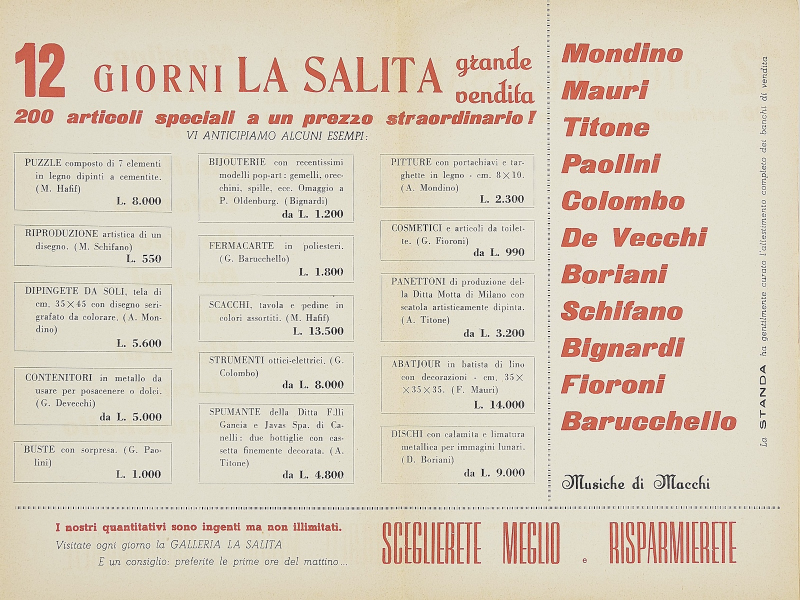 12 GIORNI LA SALITA grande vendita
200 articoli speciali a un prezzo straordinario!
VI ANTICIPIAMO ALCUNI ESEMPI:
PUZZLE composto di 7 elementi
in legno dipinti a cementite.
(M. Hafif)
L. 8.000
RIPRODUZIONE artistica di un
disegno. (M. Schifano)
L. 550
DIPINGETE DA SOLI, tela di
cm. 35×45 con disegno seri-
grafato da colorare. (A. Mon-
dino)
L. 5.600
CONTENITORI in metallo da
usare per posacenere o dolci.
(G. Devecchi)
da L. 5.000
BUSTE con sorpresa. (G. Pao-
lini)
L. 1.000
BIJOUTERIE con recentissimi
modelli pop-art: gemelli, orec-
chini, spille, ecc. Omaggio a
P. Oldenburg. (Bignardi)
da L. 1.200
FERMACARTE in poliesteri.
(G. Barucchello)
L. 1.800
SCACCHI, tavola e pedine in
colori assortiti. (M. Hafif)
L. 13.500
STRUMENTI ottici-elettrici. (G.
Colombo)
da L. 8.000
SPUMANTE della Ditta F.lli
Gancia e Javas Spa. di Ca-
nelli: due bottiglie con cas-
setta finemente decorata. (A.
Titone)
da L. 4.800
PITTURE con portachiavi e tar-
ghette in legno - cm. 8×10.
(A. Mondino)
L. 2.300
COSMETICI e articoli da toilet-
te. (G. Fioroni)
da L. 990
PANETTONI di produzione del-
la Ditta Motta di Milano con
scatola artisticamente dipinta.
(A. Titone)
da L. 3.200
ABATJOUR in batista di lino
con decorazioni - cm. 35×
×35×35. (F. Mauri)
L. 14.000
DISCHI con calamita e limatura
metallica per immagini lunari.
(D. Boriani)
da L. 9.000
Mondino
Mauri
Titone
Paolini
Colombo
De Vecchi
Boriani
Schifano
Bignardi
Fioroni
Barucchello
Musiche di Macchi
La STANDA ha gentilmente curato l'allestimento completo dei banchi di vendita
I nostri quantitativi sono ingenti ma non illimitati.
Visitate ogni giorno la GALLERIA LA SALITA
E un consiglio: preferite le prime ore del mattino...
SCEGLIERETE MEGLIO e RISPARMIERETE